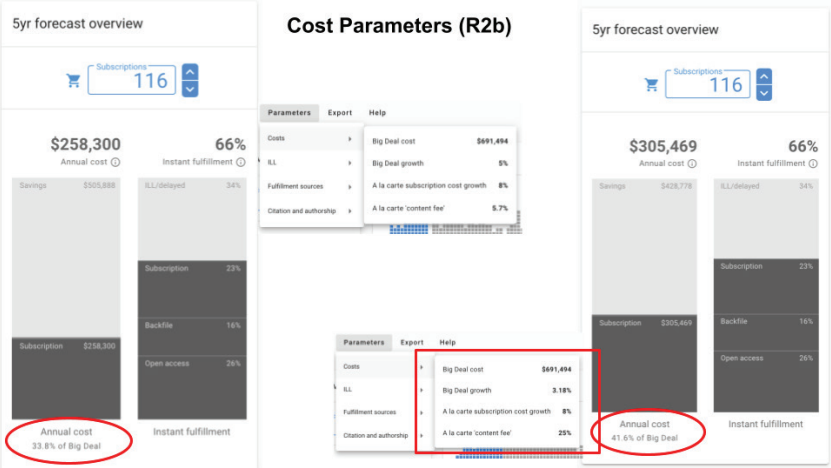 Cost Parameters (R2b)
5yr forecast overview
Subscriptions
116
$258,300
Annual cost
66%
Instant fulfillment
Savings $505,888
Subscription $258,300
ILL/delayed 34%
Subscription 23%
Backfile 16%
Open access 26%
Annual cost
33.8% of Big Deal
Instant fulfillment
Parameters Export Help
Costs
ILL
Fulfillment sources
Citation and authorship
Big Deal cost $691,494
Big Deal growth 5%
A la carte subscription cost growth 8%
A la carte 'content fee' 5.7%
Parameters Export Help
Costs
ILL
Fulfillment sources
Citation and authorship
Big Deal cost $691,494
Big Deal growth 3.18%
A la carte subscription cost growth 8%
A la carte 'content fee' 25%
5yr forecast overview
Subscriptions
116
$305,469
Annual cost
66%
Instant fulfillment
Savings $428,778
Subscription $305,469
ILL/delayed 34%
Subscription 23%
Backfile 16%
Open access 26%
Annual cost
41.6% of Big Deal
Instant fulfillment